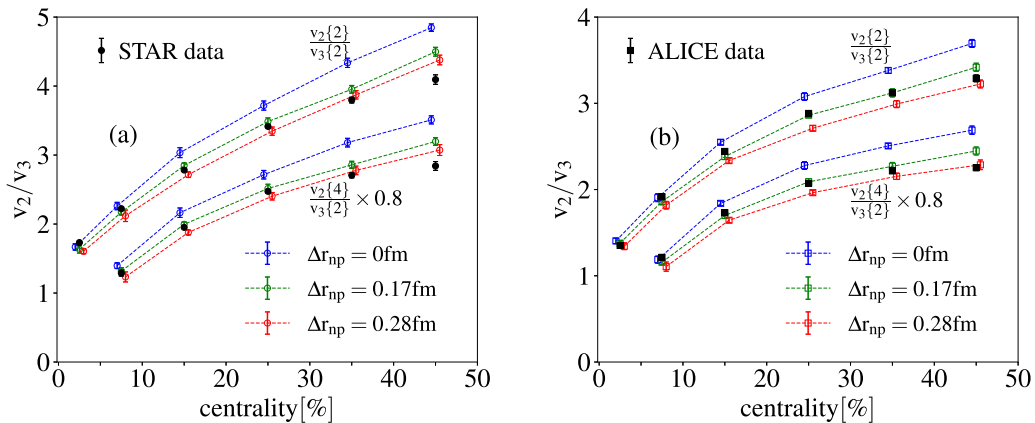 5
4
3
2
1
0
v₂/v₃
STAR data
v₂{2}
v₃{2}
(a)
v₂{4}
v₃{2} × 0.8
Δrₙₚ = 0fm
Δrₙₚ = 0.17fm
Δrₙₚ = 0.28fm
0 10 20 30 40 50
centrality[%]
4
3
2
1
0
v₂/v₃
ALICE data
v₂{2}
v₃{2}
(b)
v₂{4}
v₃{2} × 0.8
Δrₙₚ = 0fm
Δrₙₚ = 0.17fm
Δrₙₚ = 0.28fm
0 10 20 30 40 50
centrality[%]